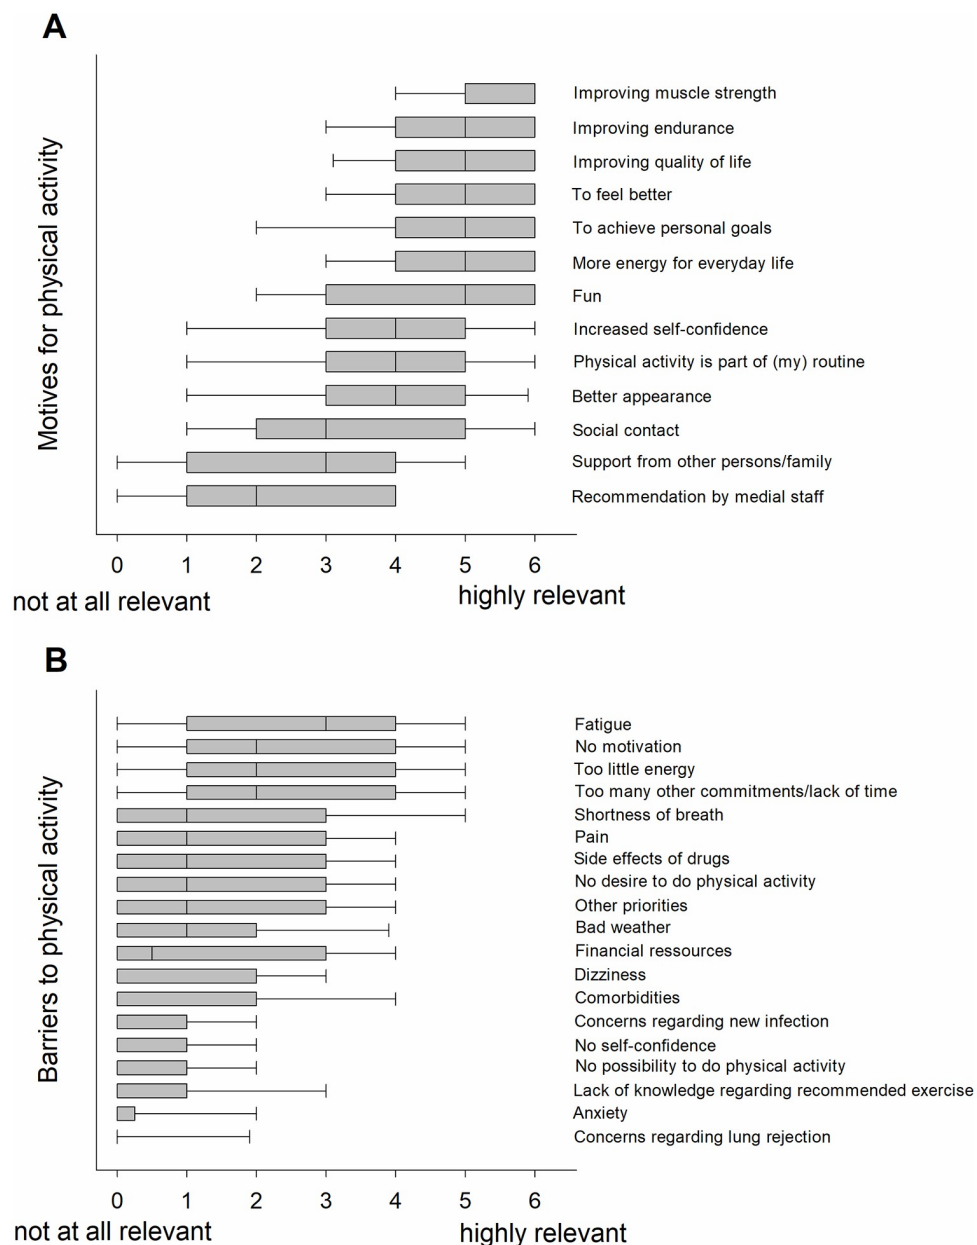 A
Motives for physical activity
Improving muscle strength
Improving endurance
Improving quality of life
To feel better
To achieve personal goals
More energy for everyday life
Fun
Increased self-confidence
Physical activity is part of (my) routine
Better appearance
Social contact
Support from other persons/family
Recommendation by medial staff
0 1 2 3 4 5 6
not at all relevant highly relevant
B
Barriers to physical activity
Fatigue
No motivation
Too little energy
Too many other commitments/lack of time
Shortness of breath
Pain
Side effects of drugs
No desire to do physical activity
Other priorities
Bad weather
Financial ressources
Dizziness
Comorbidities
Concerns regarding new infection
No self-confidence
No possibility to do physical activity
Lack of knowledge regarding recommended exercise
Anxiety
Concerns regarding lung rejection
0 1 2 3 4 5 6
not at all relevant highly relevant